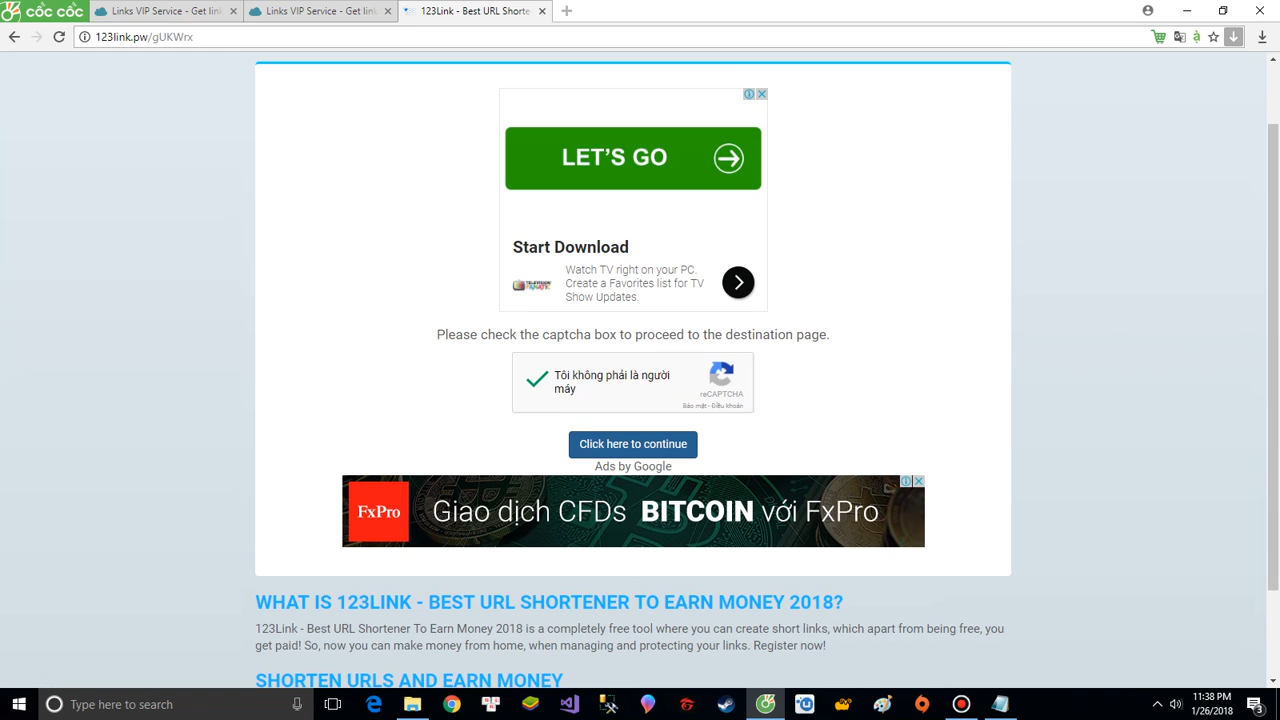 cốc cốc
Links VIP Service - Get link
Links VIP Service - Get link
123Link - Best URL Shorte
123link.pw/gUKWrx
LET'S GO
Start Download
Watch TV right on your PC.
Create a Favorites list for TV
Show Updates.
TELEVISION
FANATIC
Please check the captcha box to proceed to the destination page.
Tôi không phải là người
máy
reCAPTCHA
Bảo mật - Điều khoản
Click here to continue
Ads by Google
FxPro
Giao dịch CFDs BITCOIN với FxPro
WHAT IS 123LINK - BEST URL SHORTENER TO EARN MONEY 2018?
123Link - Best URL Shortener To Earn Money 2018 is a completely free tool where you can create short links, which apart from being free, you
get paid! So, now you can make money from home, when managing and protecting your links. Register now!
SHORTEN URLS AND EARN MONEY
Type here to search
11:38 PM
1/26/2018
3